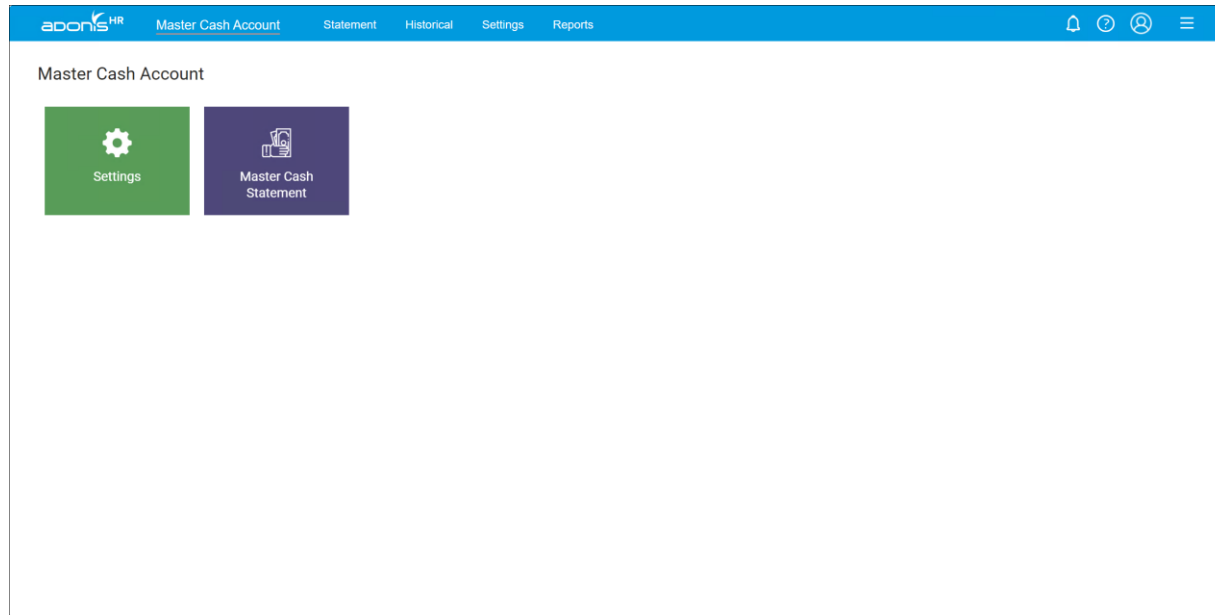 ADONIS HR Master Cash Account Statement Historical Settings Reports
Master Cash Account
Settings
Master Cash
Statement